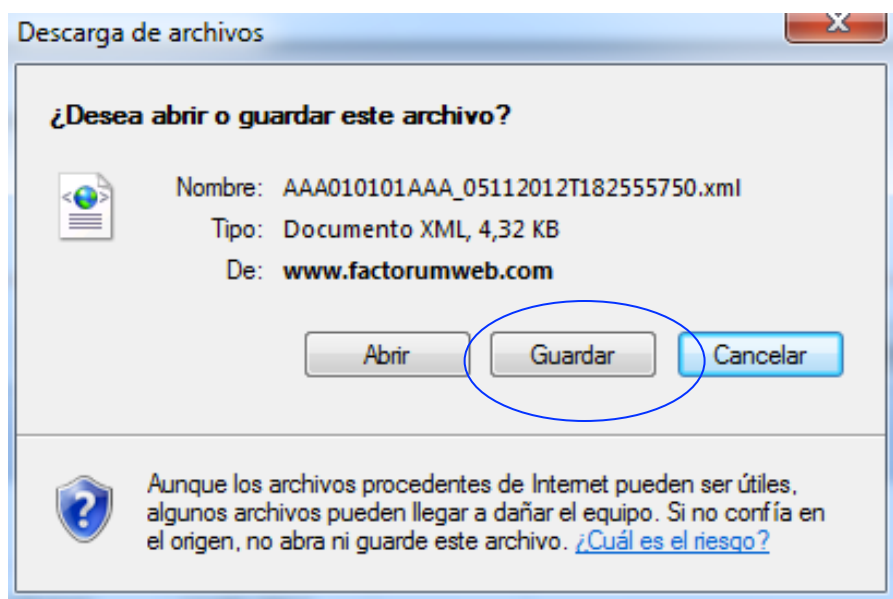 Descarga de archivos
X
¿Desea abrir o guardar este archivo?
Nombre: AAA010101AAA_05112012T182555750.xml
Tipo: Documento XML, 4,32 KB
De: www.factorumweb.com
Abrir Guardar Cancelar
Aunque los archivos procedentes de Internet pueden ser útiles,
algunos archivos pueden llegar a dañar el equipo. Si no confía en
el origen, no abra ni guarde este archivo. ¿Cuál es el riesgo?